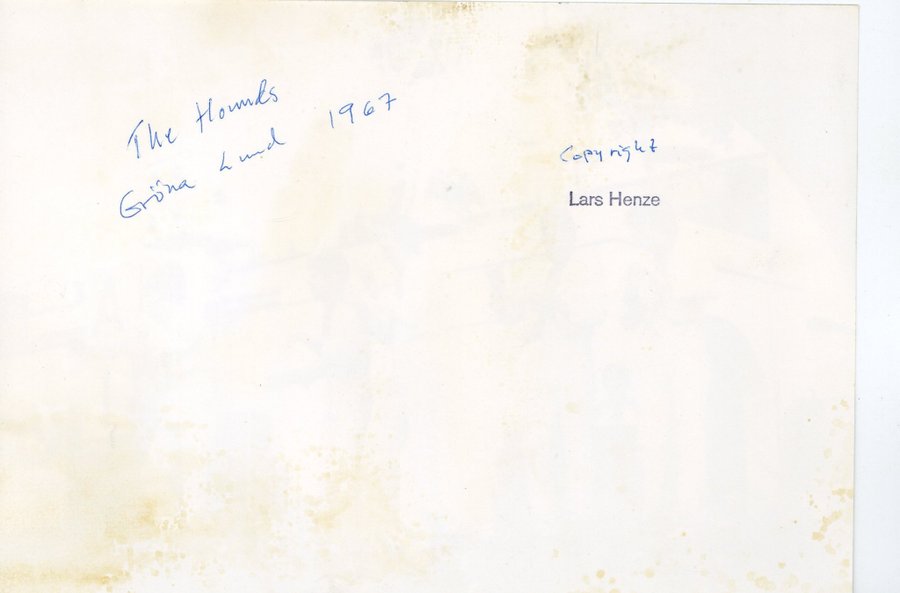 The Hounds
Gröna Lund 1967
Copyright
Lars Henze